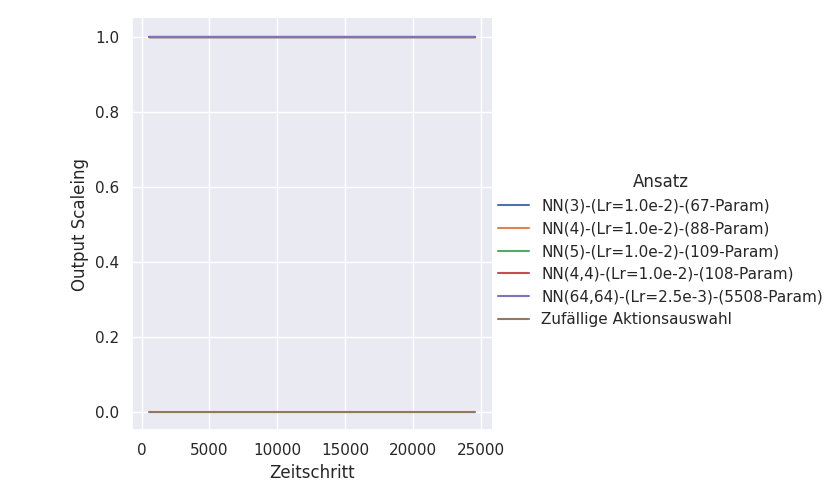 1.0
0.8
0.6
0.4
0.2
0.0
Output Scaleing
0 5000 10000 15000 20000 25000
Zeitschritt
Ansatz
NN(3)-(Lr=1.0e-2)-(67-Param)
NN(4)-(Lr=1.0e-2)-(88-Param)
NN(5)-(Lr=1.0e-2)-(109-Param)
NN(4,4)-(Lr=1.0e-2)-(108-Param)
NN(64,64)-(Lr=2.5e-3)-(5508-Param)
Zufällige Aktionsauswahl